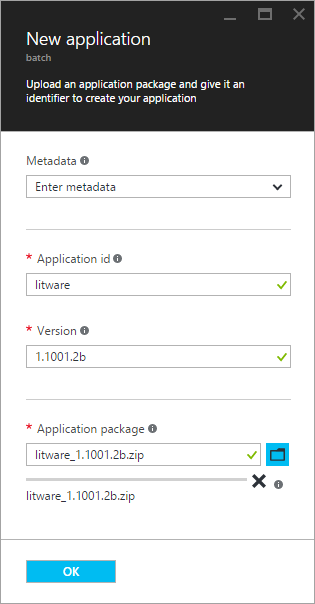 New application
batch
Upload an application package and give it an
identifier to create your application
Metadata
Enter metadata
* Application id
litware
* Version
1.1001.2b
* Application package
litware_1.1001.2b.zip
litware_1.1001.2b.zip
OK